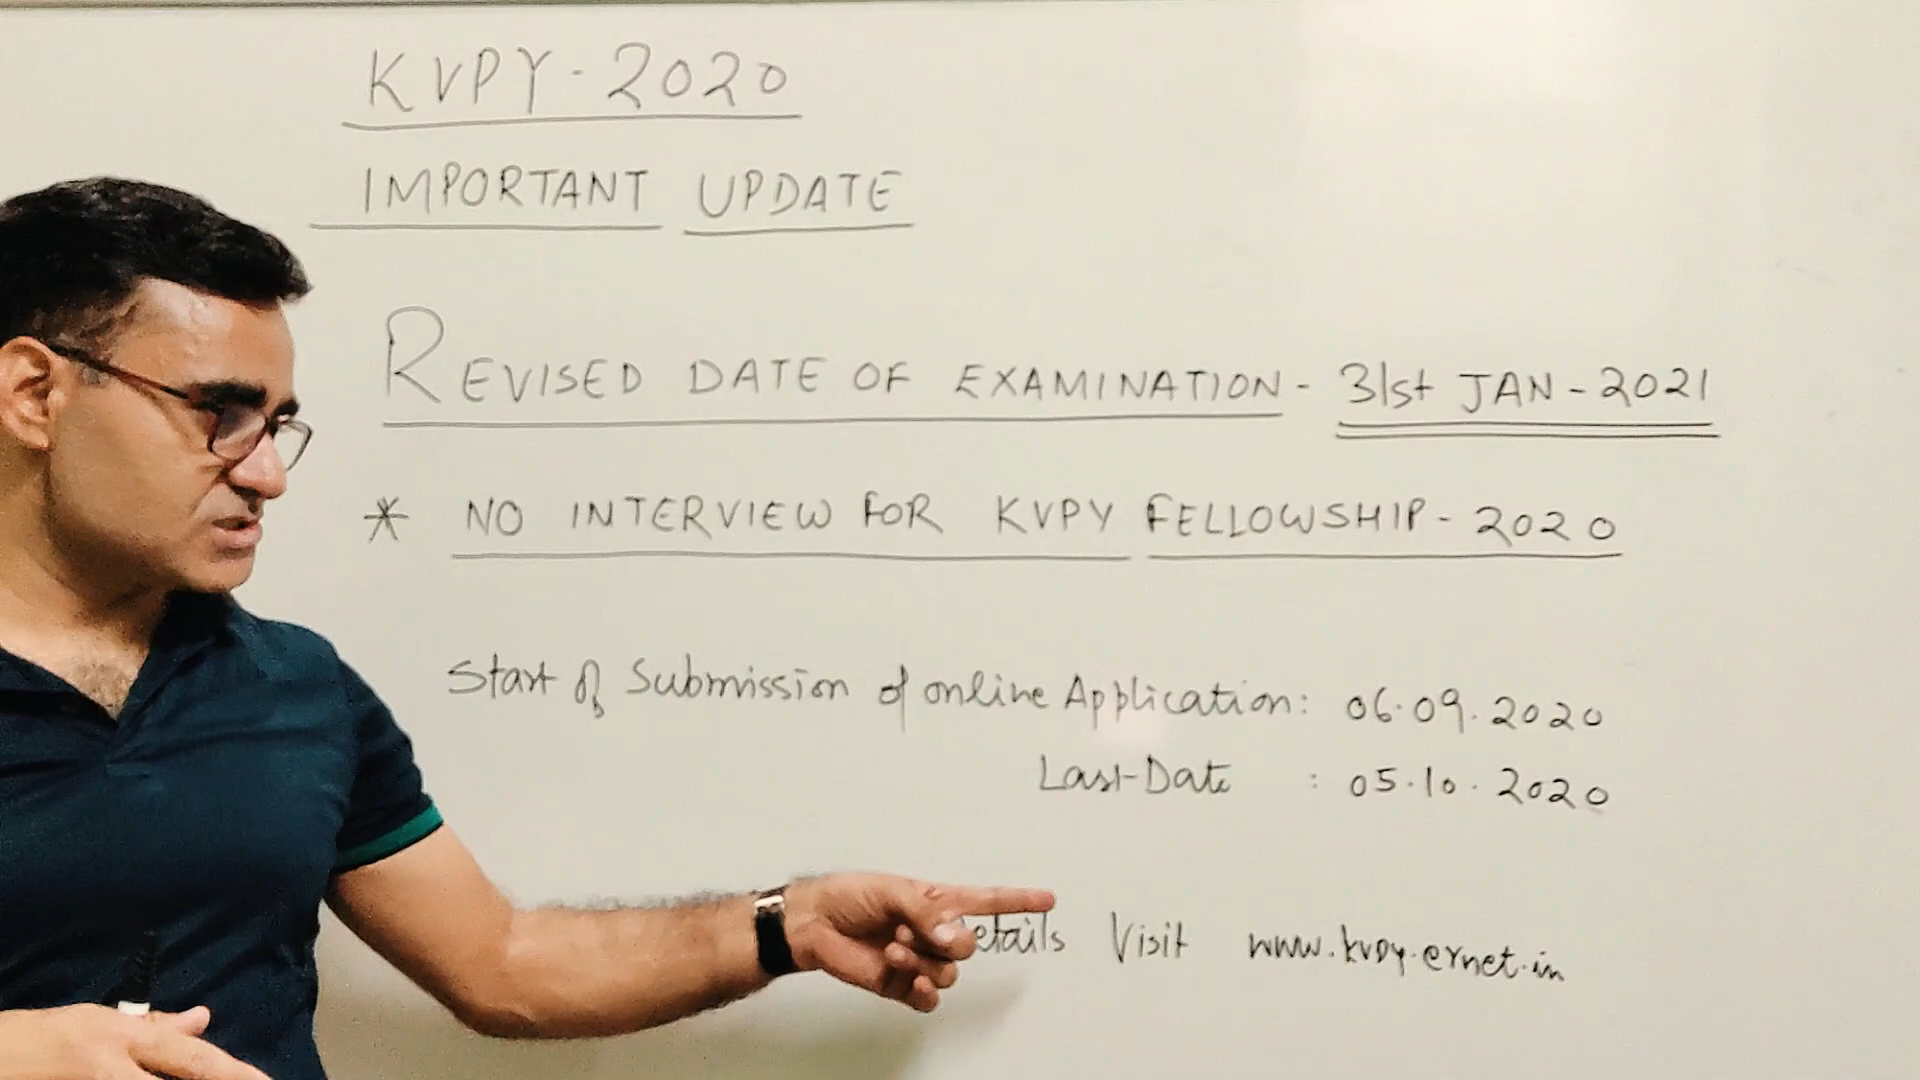 KVPY-2020
IMPORTANT UPDATE
REVISED DATE OF EXAMINATION - 31st JAN-2021
* NO INTERVIEW FOR KVPY FELLOWSHIP-2020
Start of Submission of online Application: 06.09.2020
Last-Date : 05.10.2020
etails Visit www.kvpy.ernet.in